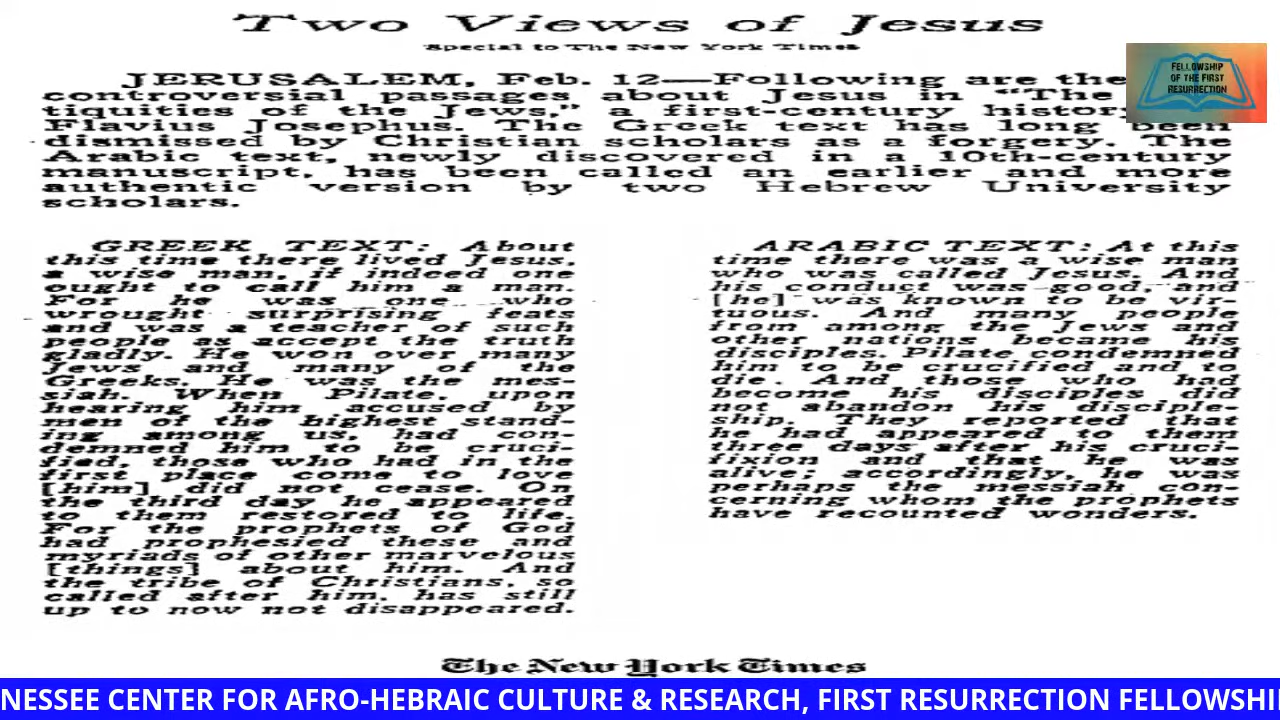 Two Views of Jesus
Special to The New York Times
JERUSALEM, Feb. 12—Following are the
controversial passages about Jesus in “The
tiquities of the Jews,” a first-century history
Flavius Josephus. The Greek text has long been
dismissed by Christian scholars as a forgery. The
Arabic text, newly discovered in a 10th-century
manuscript, has been called an earlier and more
authentic version by two Hebrew University
scholars.
FELLOWSHIP
OF THE FIRST
RESURRECTION
GREEK TEXT: About
this time there lived Jesus,
a wise man, if indeed one
ought to call him a man.
For he was one who
wrought surprising feats
and was a teacher of such
people as accept the truth
gladly. He won over many
Jews and many of the
Greeks. He was the mes-
siah. When Pilate, upon
hearing him accused by
men of the highest stand-
ing among us, had con-
demned him to be cruci-
fied, those who had in the
first place come to love
[him] did not cease. On
the third day he appeared
to them restored to life.
For the prophets of God
had prophesied these and
myriads of other marvelous
[things] about him. And
the tribe of Christians, so
called after him, has still
up to now not disappeared.
ARABIC TEXT: At this
time there was a wise man
who was called Jesus. And
his conduct was good, and
[he] was known to be vir-
tuous. And many people
from among the Jews and
other nations became his
disciples. Pilate condemned
him to be crucified and to
die. And those who had
become his disciples did
not abandon his disciple-
ship. They reported that
he had appeared to them
three days after his cruci-
fixion and that he was
alive; accordingly, he was
perhaps the messiah con-
cerning whom the prophets
have recounted wonders.
The New York Times
NESSEE CENTER FOR AFRO-HEBRAIC CULTURE & RESEARCH, FIRST RESURRECTION FELLOWSHI